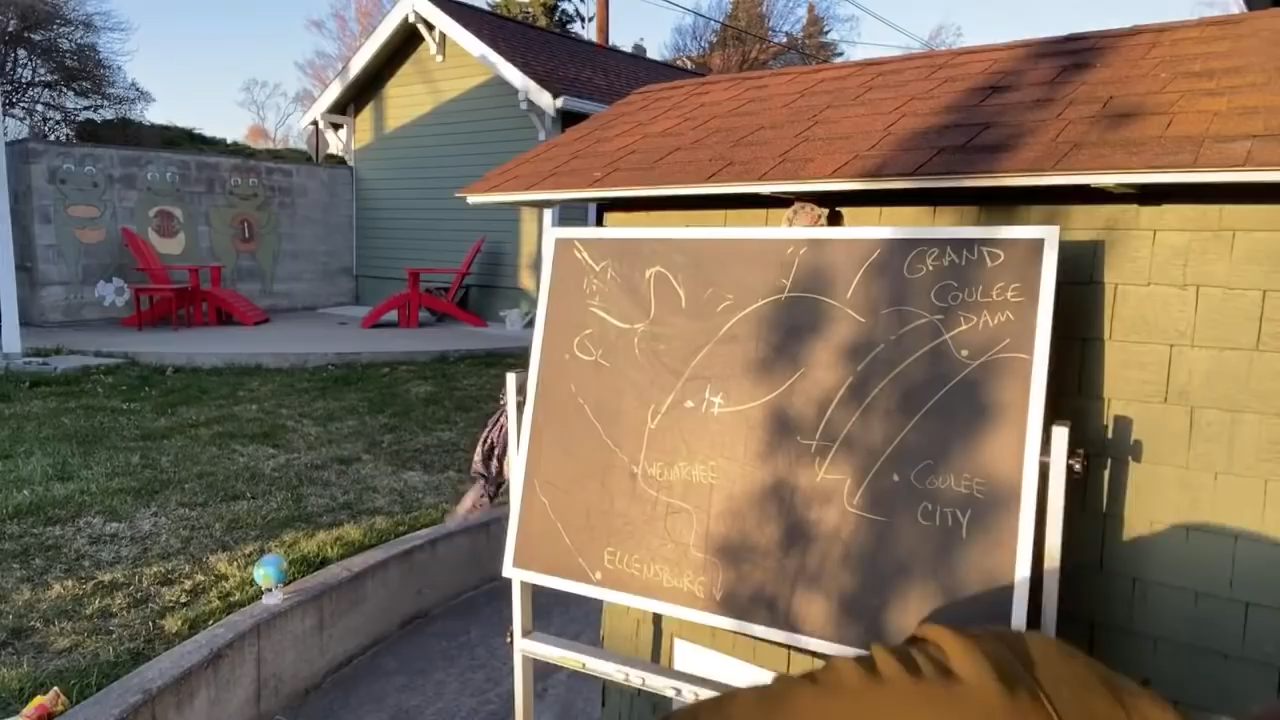 GRAND
COULEE
DAM
WENATCHEE
COULEE
CITY
ELLENSBURG